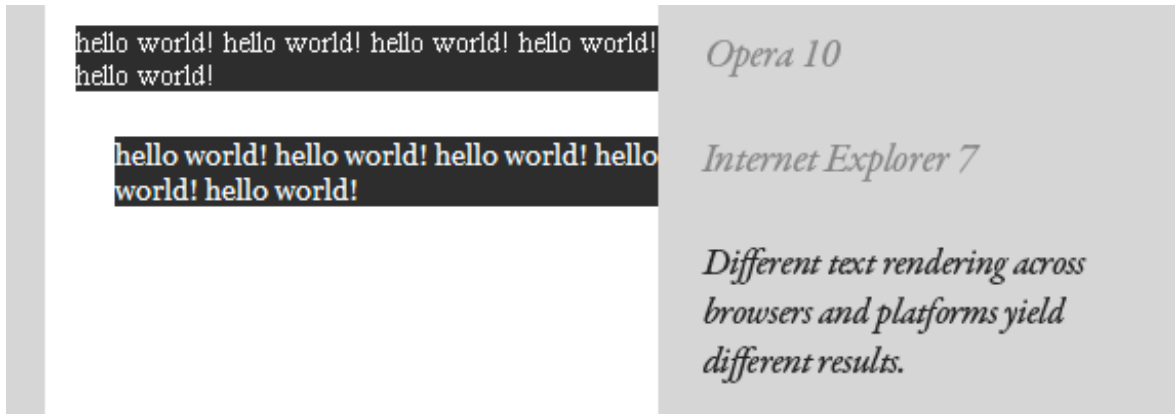 hello world! hello world! hello world! hello world!
hello world!
Opera 10
hello world! hello world! hello world! hello
world! hello world!
Internet Explorer 7
Different text rendering across
browsers and platforms yield
different results.